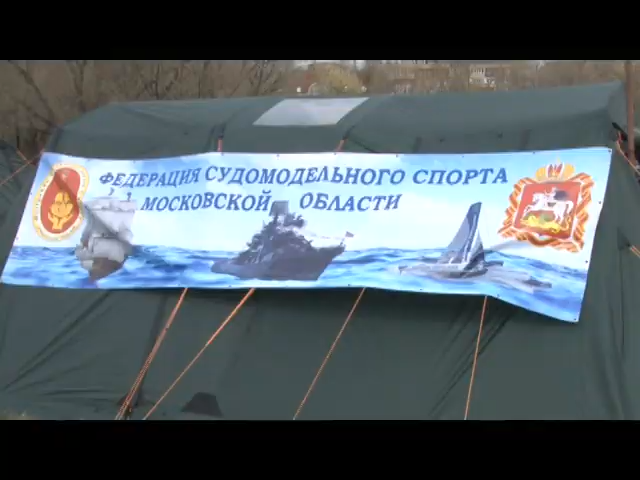 ФЕДЕРАЦИЯ СУДОМОДЕЛЬНОГО СПОРТА
МОСКОВСКОЙ ОБЛАСТИ